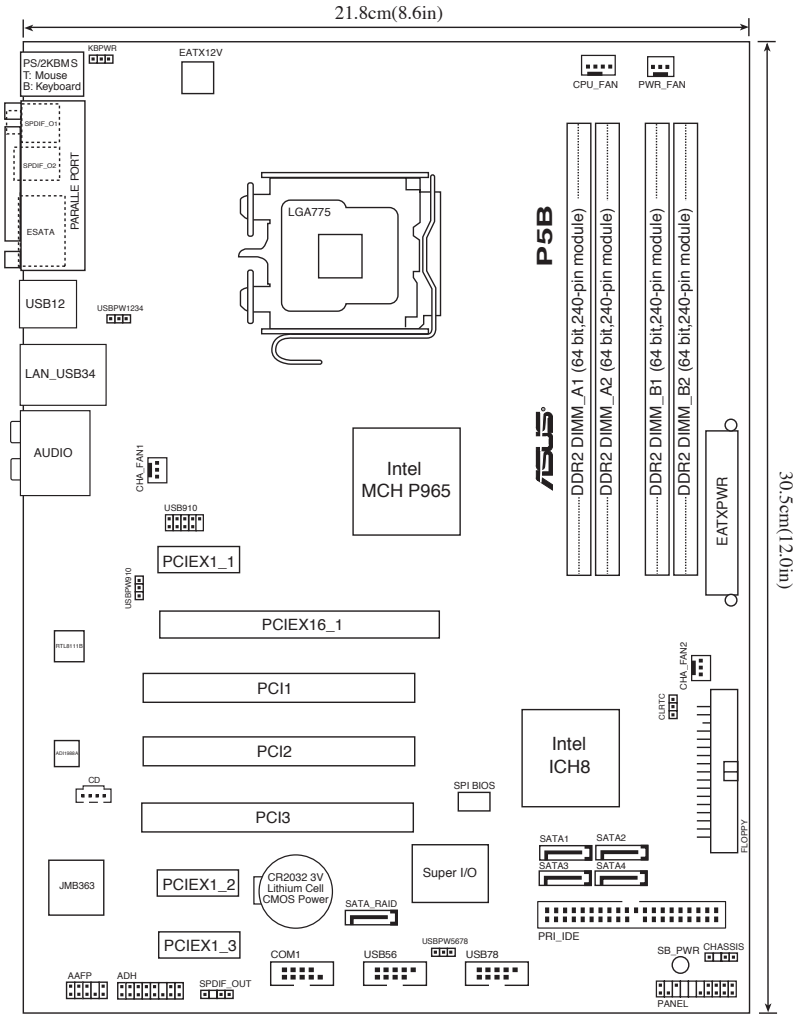 21.8cm(8.6in)
KBPWR
EATX12V
CPU_FAN
PWR_FAN
PS/2KBMS
T: Mouse
B: Keyboard
SPDIF_O1
SPDIF_O2
ESATA
PARALLE PORT
LGA775
P5B
DDR2 DIMM_A1 (64 bit,240-pin module)
DDR2 DIMM_A2 (64 bit,240-pin module)
DDR2 DIMM_B1 (64 bit,240-pin module)
DDR2 DIMM_B2 (64 bit,240-pin module)
USB12
USBPW1234
LAN_USB34
AUDIO
CHA_FAN1
Intel
MCH P965
ASUS
EATXPWR
30.5cm(12.0in)
USB910
PCIEX1_1
USBPW910
PCIEX16_1
RTL8111B
CHA_FAN2
PCI1
CLRTC
Intel
ICH8
PCI2
ADI1988A
CD
SPI BIOS
PCI3
FLOPPY
SATA1
SATA2
SATA3
SATA4
Super I/O
JMB363
PCIEX1_2
CR2032 3V
Lithium Cell
CMOS Power
SATA_RAID
PRI_IDE
PCIEX1_3
COM1
USB56
USBPW5678
USB78
SB_PWR
CHASSIS
AAFP
ADH
SPDIF_OUT
PANEL